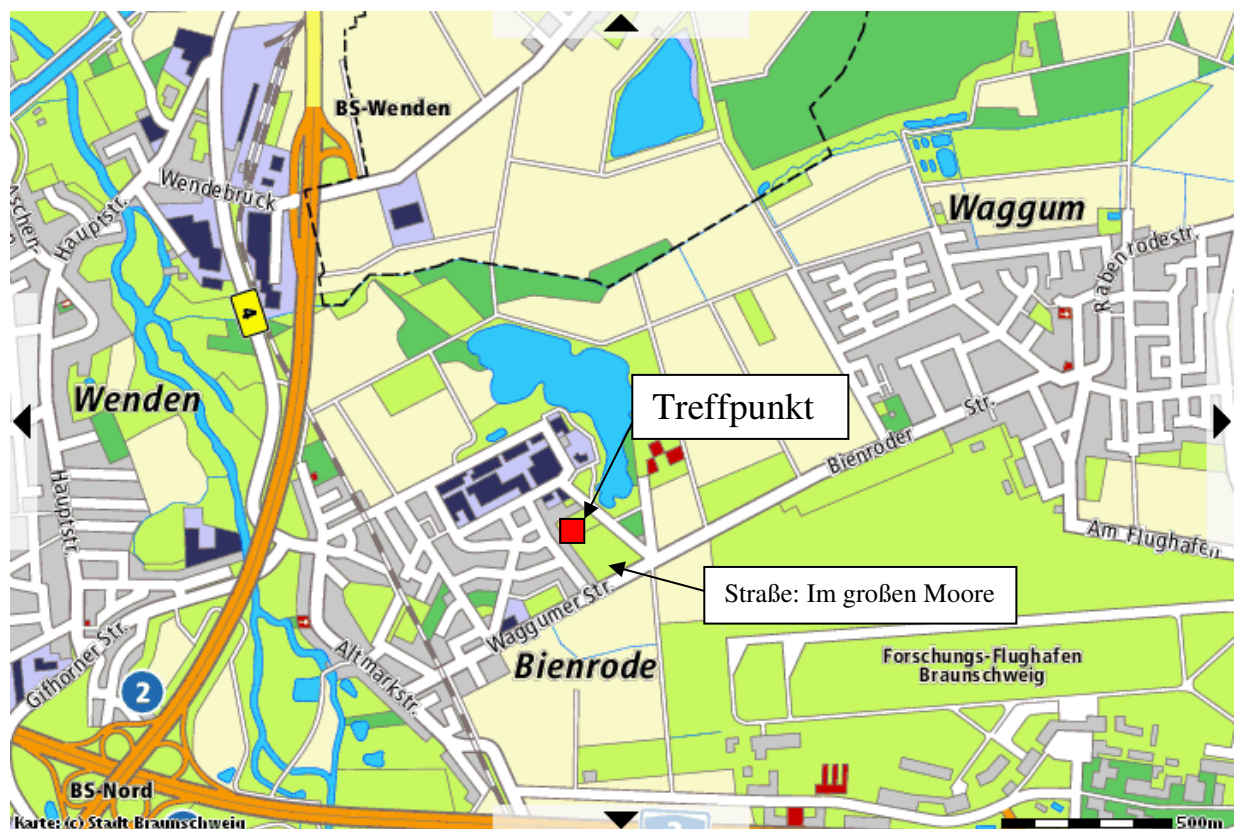 BS-Wenden
Wendebrück
Aschen-
Hauptstr.
Waggum
Rabenrodestr.
4
Wenden
Treffpunkt
Bienroder
Str.
Hauptstr.
Am Flughafen
Straße: Im großen Moore
Waggumer Str.
Bienrode
Altmarkstr.
Gifhorner Str.
2
Forschungs-Flughafen
Braunschweig
BS-Nord
Karte: (c) Stadt Braunschweig
500m